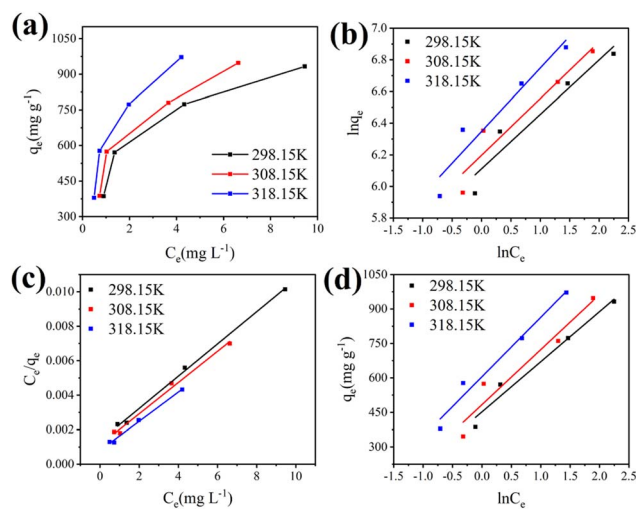 (a)
1050
900
750
600
450
300
qe(mg g-1)
298.15K
308.15K
318.15K
0 2 4 6 8 10
Ce(mg L-1)
(b)
7.0
6.6
6.2
5.8
lnqe
298.15K
308.15K
318.15K
-1.5 -1.0 -0.5 0.0 0.5 1.0 1.5 2.0 2.5
lnCe
(c)
0.010
0.008
0.006
0.004
0.002
0.000
Ce/qe
298.15K
308.15K
318.15K
0 2 4 6 8 10
Ce(mg L-1)
(d)
1050
900
750
600
450
300
qe(mg g-1)
298.15K
308.15K
318.15K
-1.5 -1.0 -0.5 0.0 0.5 1.0 1.5 2.0 2.5
lnCe